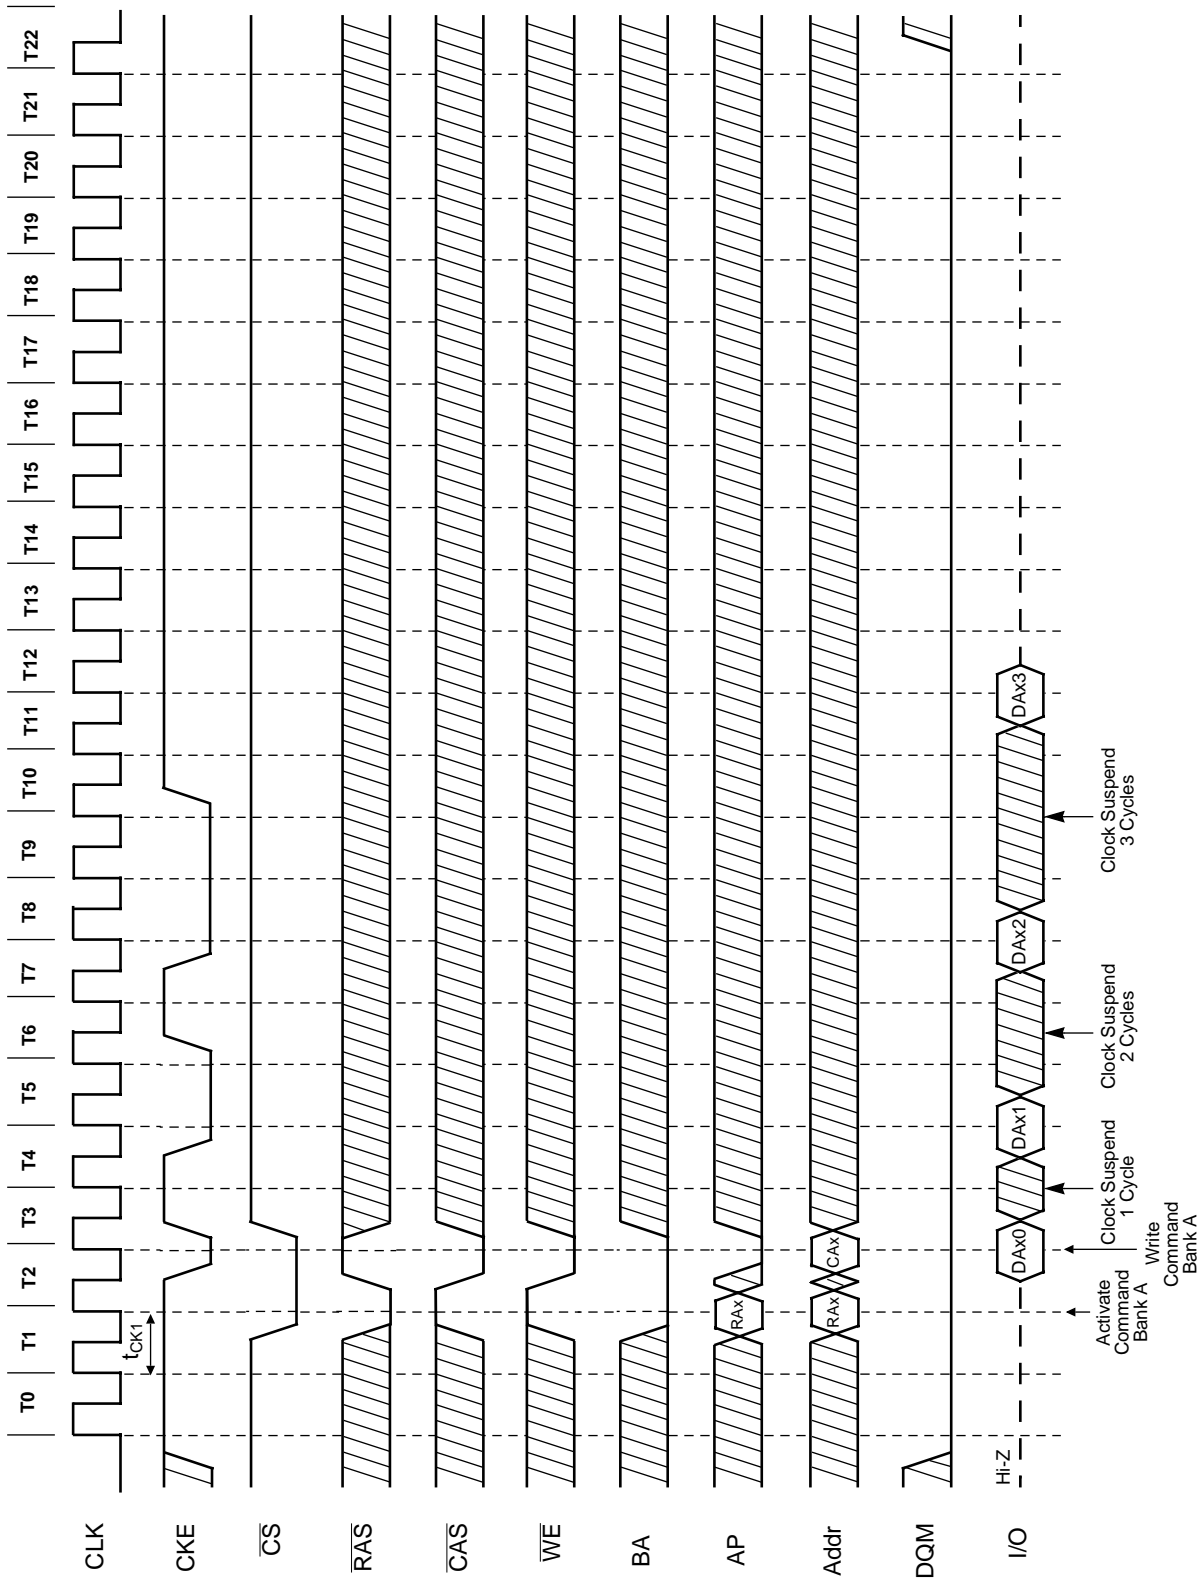 T0 T1 T2 T3 T4 T5 T6 T7 T8 T9 T10 T11 T12 T13 T14 T15 T16 T17 T18 T19 T20 T21 T22
CLK
tCK1
CKE
CS
RAS
CAS
WE
BA
AP
RAx
Addr
RAx CAx
DQM
I/O
Hi-Z
DAx0 DAx1 DAx2 DAx3
Activate
Command
Bank A
Write
Command
Bank A
Clock Suspend
1 Cycle
Clock Suspend
2 Cycles
Clock Suspend
3 Cycles